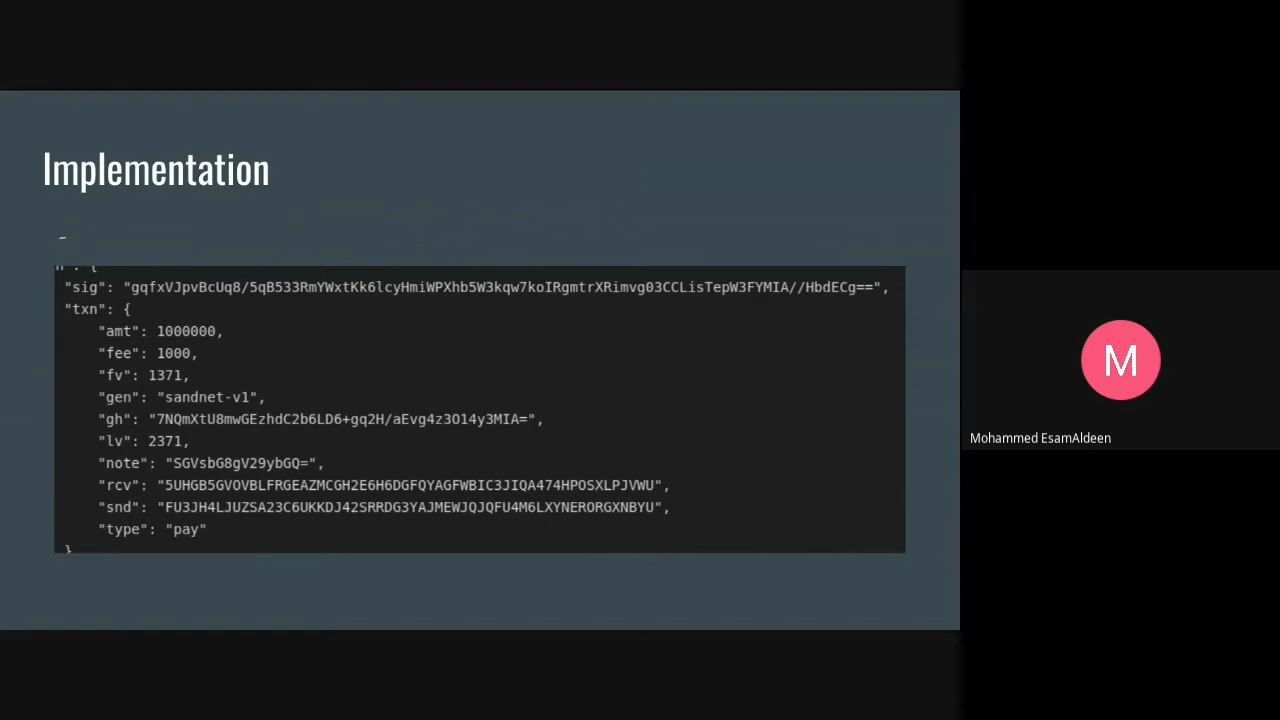 Implementation
-
"sig": "gqfxVJpvBcUq8/5qB533RmYWxtKk6lcyHmiWPXhb5W3kqw7koIRgmtrXRimvg03CCLisTepW3FYMIA//HbdECg==",
"txn": {
"amt": 1000000,
"fee": 1000,
"fv": 1371,
"gen": "sandnet-v1",
"gh": "7NQmXtU8mwGEzhdC2b6LD6+gq2H/aEvg4z3O14y3MIA=",
"lv": 2371,
"note": "SGVsbG8gV29ybGQ=",
"rcv": "5UHGB5GVOVBLFRGEAZMCGH2E6H6DGFQYAGFWBIC3JIQA474HPOSXLPJVWU",
"snd": "FU3JH4LJUZSA23C6UKKDJ42SRRDG3YAJMEWJQJQFU4M6LXYNERORGXNBYU",
"type": "pay"
}
M
Mohammed EsamAldeen